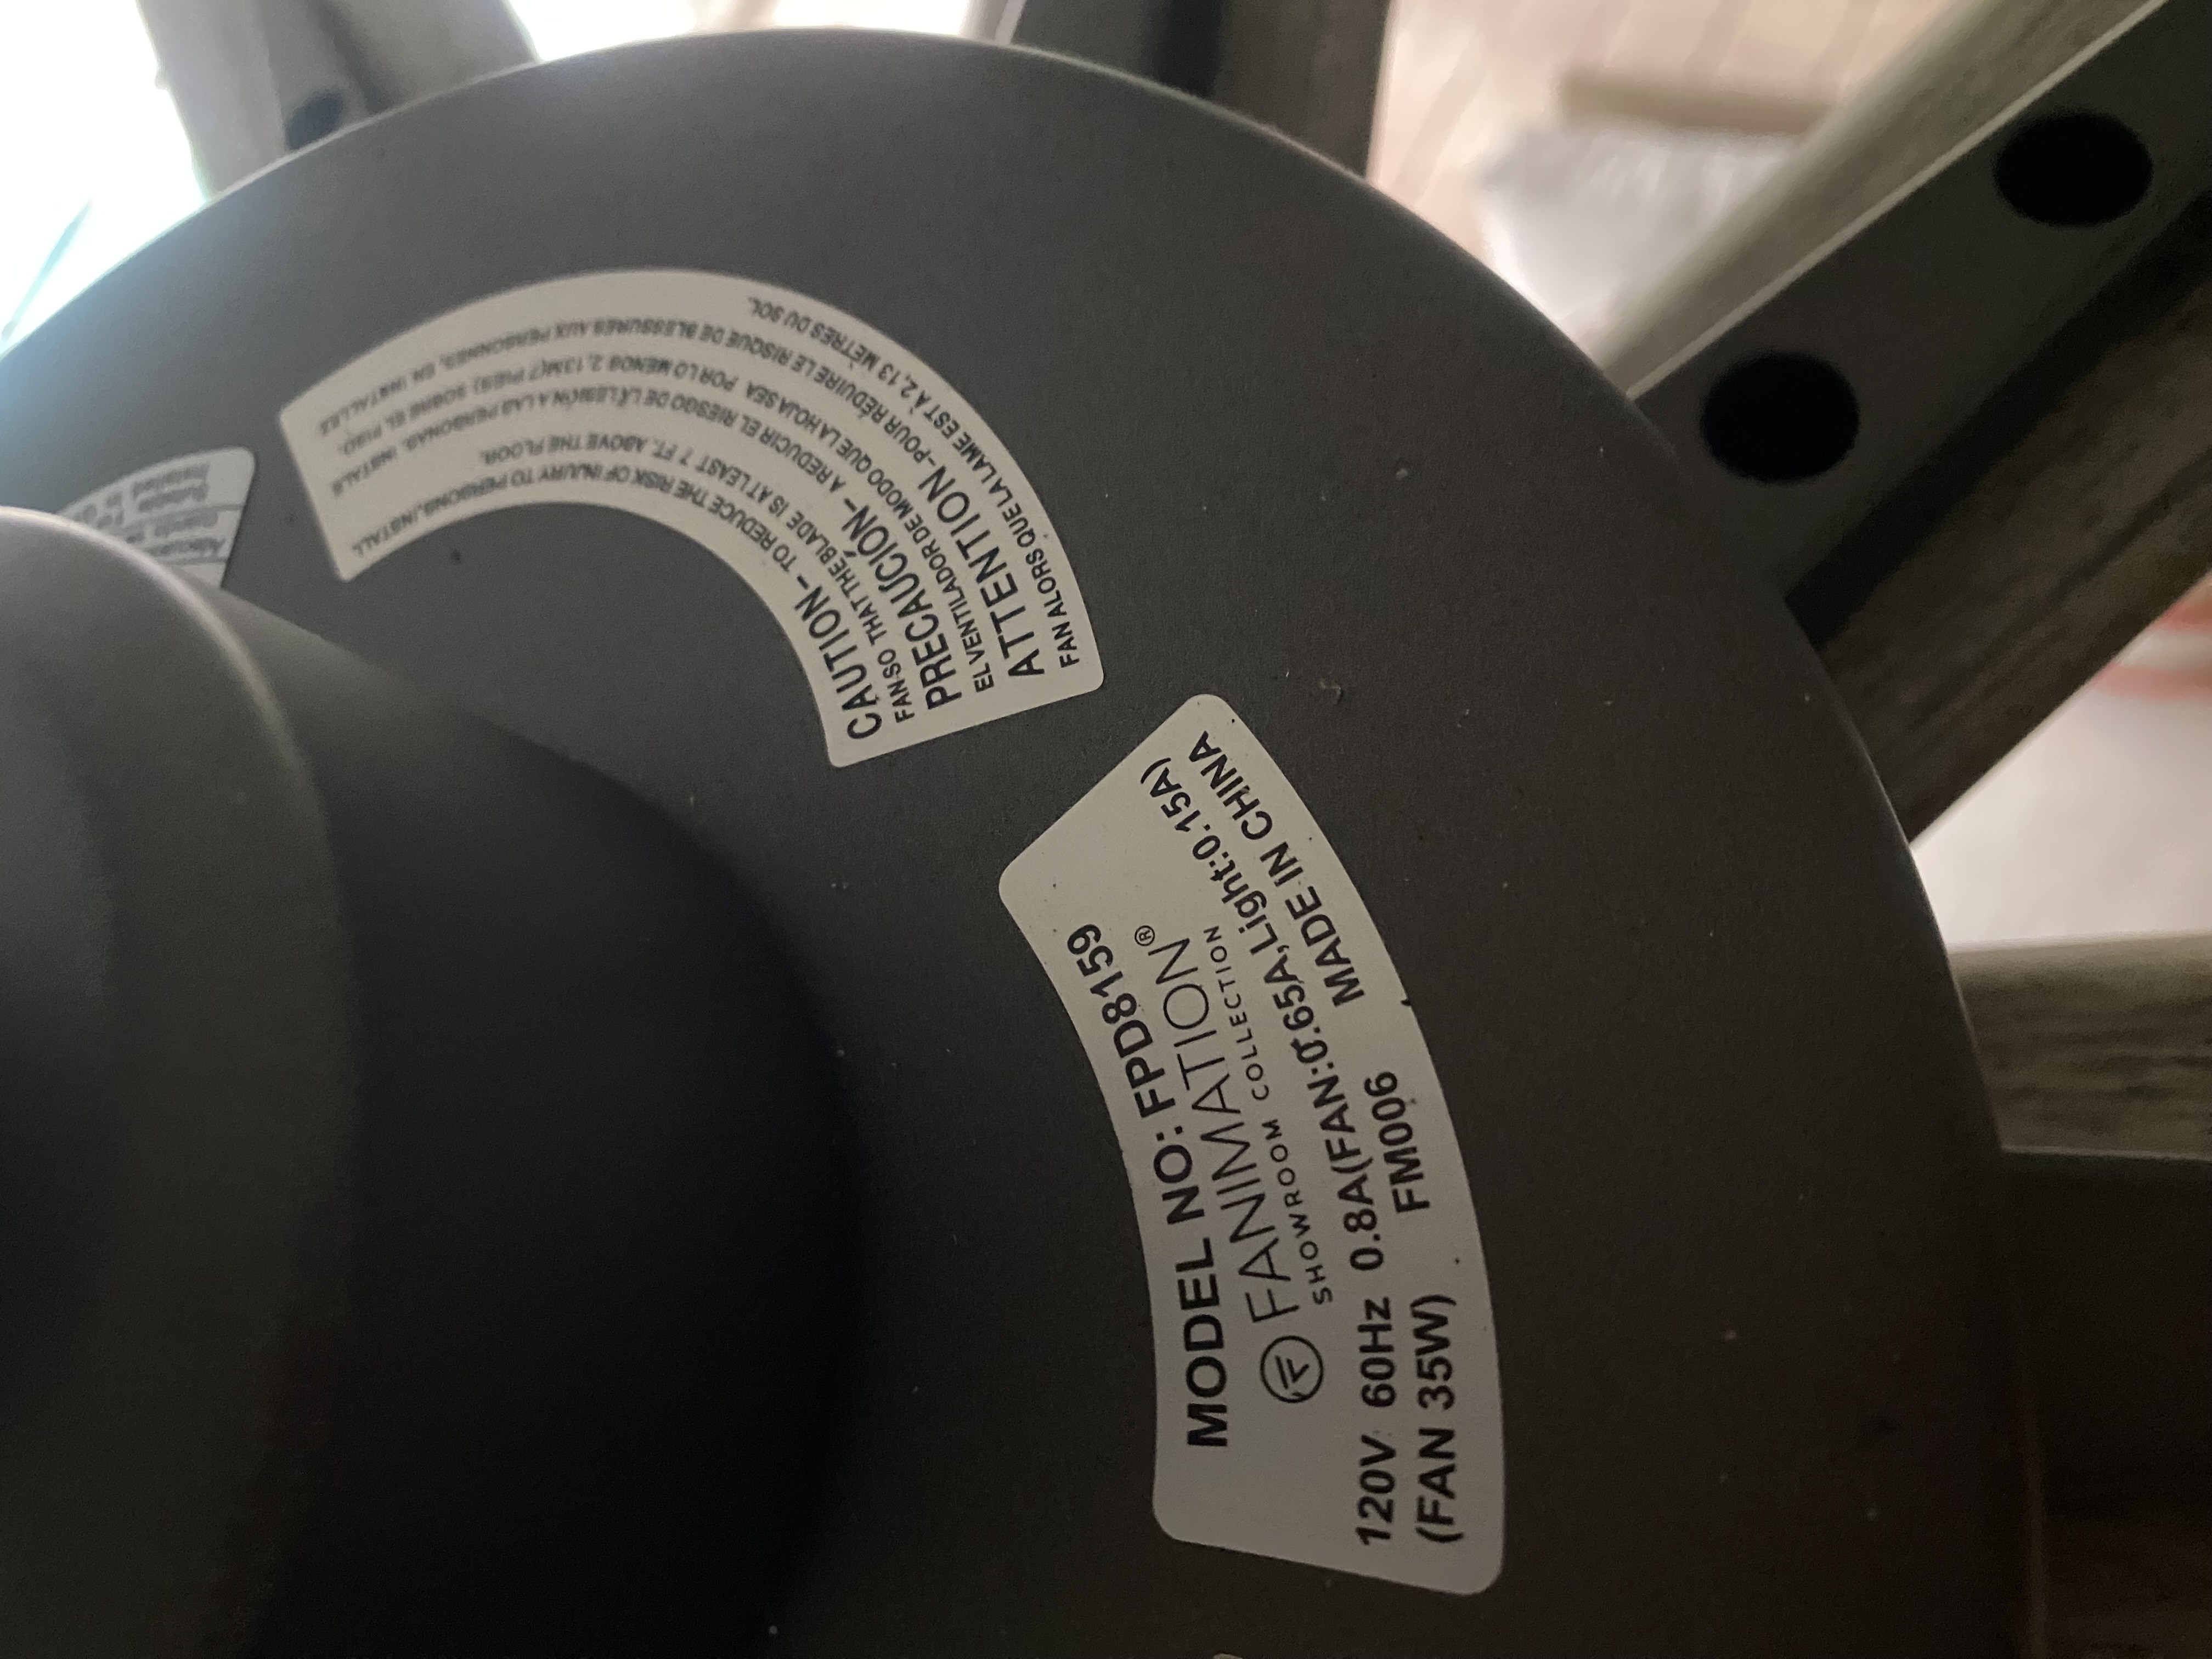 CAUTION- TO REDUCE THE RISK OF INJURY TO PERSONS,INSTALL
FAN SO THAT THE BLADE IS AT LEAST 7 FT. ABOVE THE FLOOR.
PRECAUCIÓN- A REDUCIR EL RIESGO DE LA LESIÓN A LAS PERSONAS, INSTALE
EL VENTILADOR DE MODO QUE LA HOJA SEA POR LO MENOS 2,13M(7 PIES) SOBRE EL PISO.
ATTENTION -POUR RÉDUIRE LE RISQUE DE BLESSURES AUX PERSONNES, EN INSTALLEZ
FAN ALORS QUE LA LAME EST À 2,13 MÈTRES DU SOL.
MODEL NO: FPD8159
FANIMATION®
SHOWROOM COLLECTION
120V 60Hz 0.8A(FAN:0.65A,Light:0.15A)
(FAN 35W) FM006 MADE IN CHINA